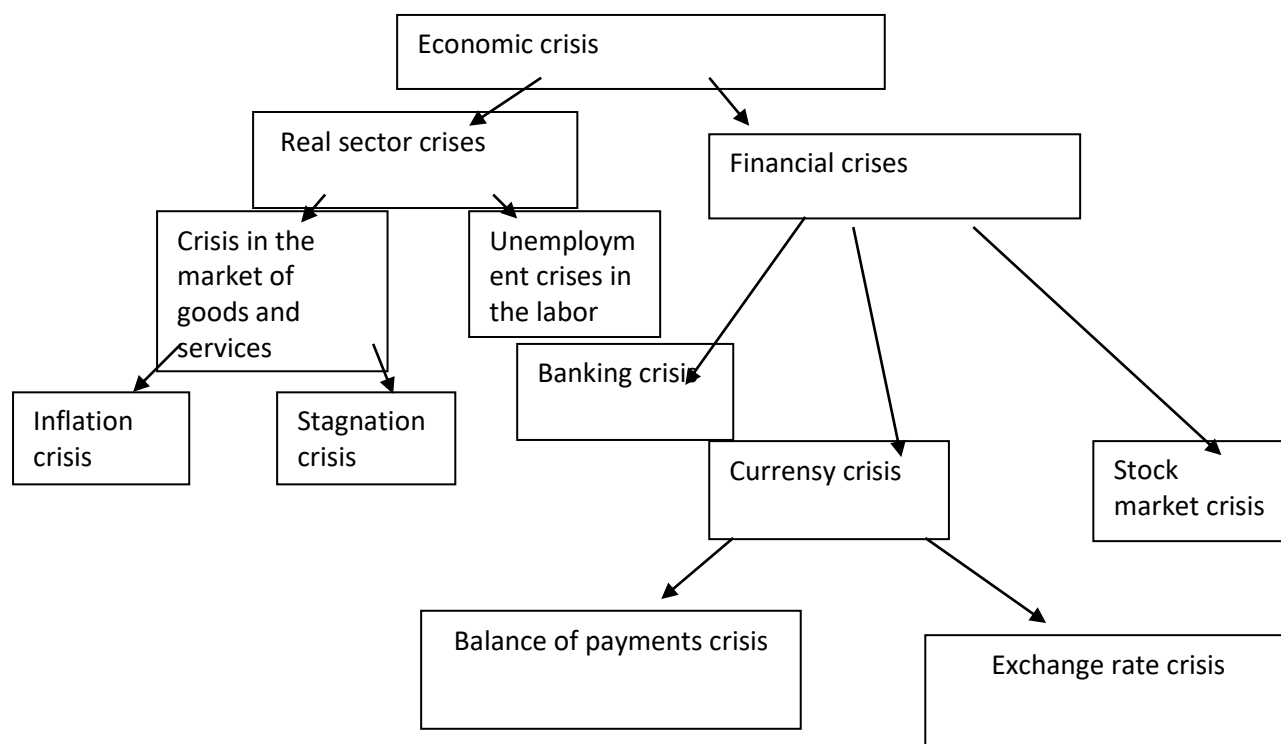 Economic crisis
Real sector crises
Financial crises
Crisis in the
market of
goods and
services
Unemploym
ent crises in
the labor
Banking crisis
Inflation
crisis
Stagnation
crisis
Currensy crisis
Stock
market crisis
Balance of payments crisis
Exchange rate crisis